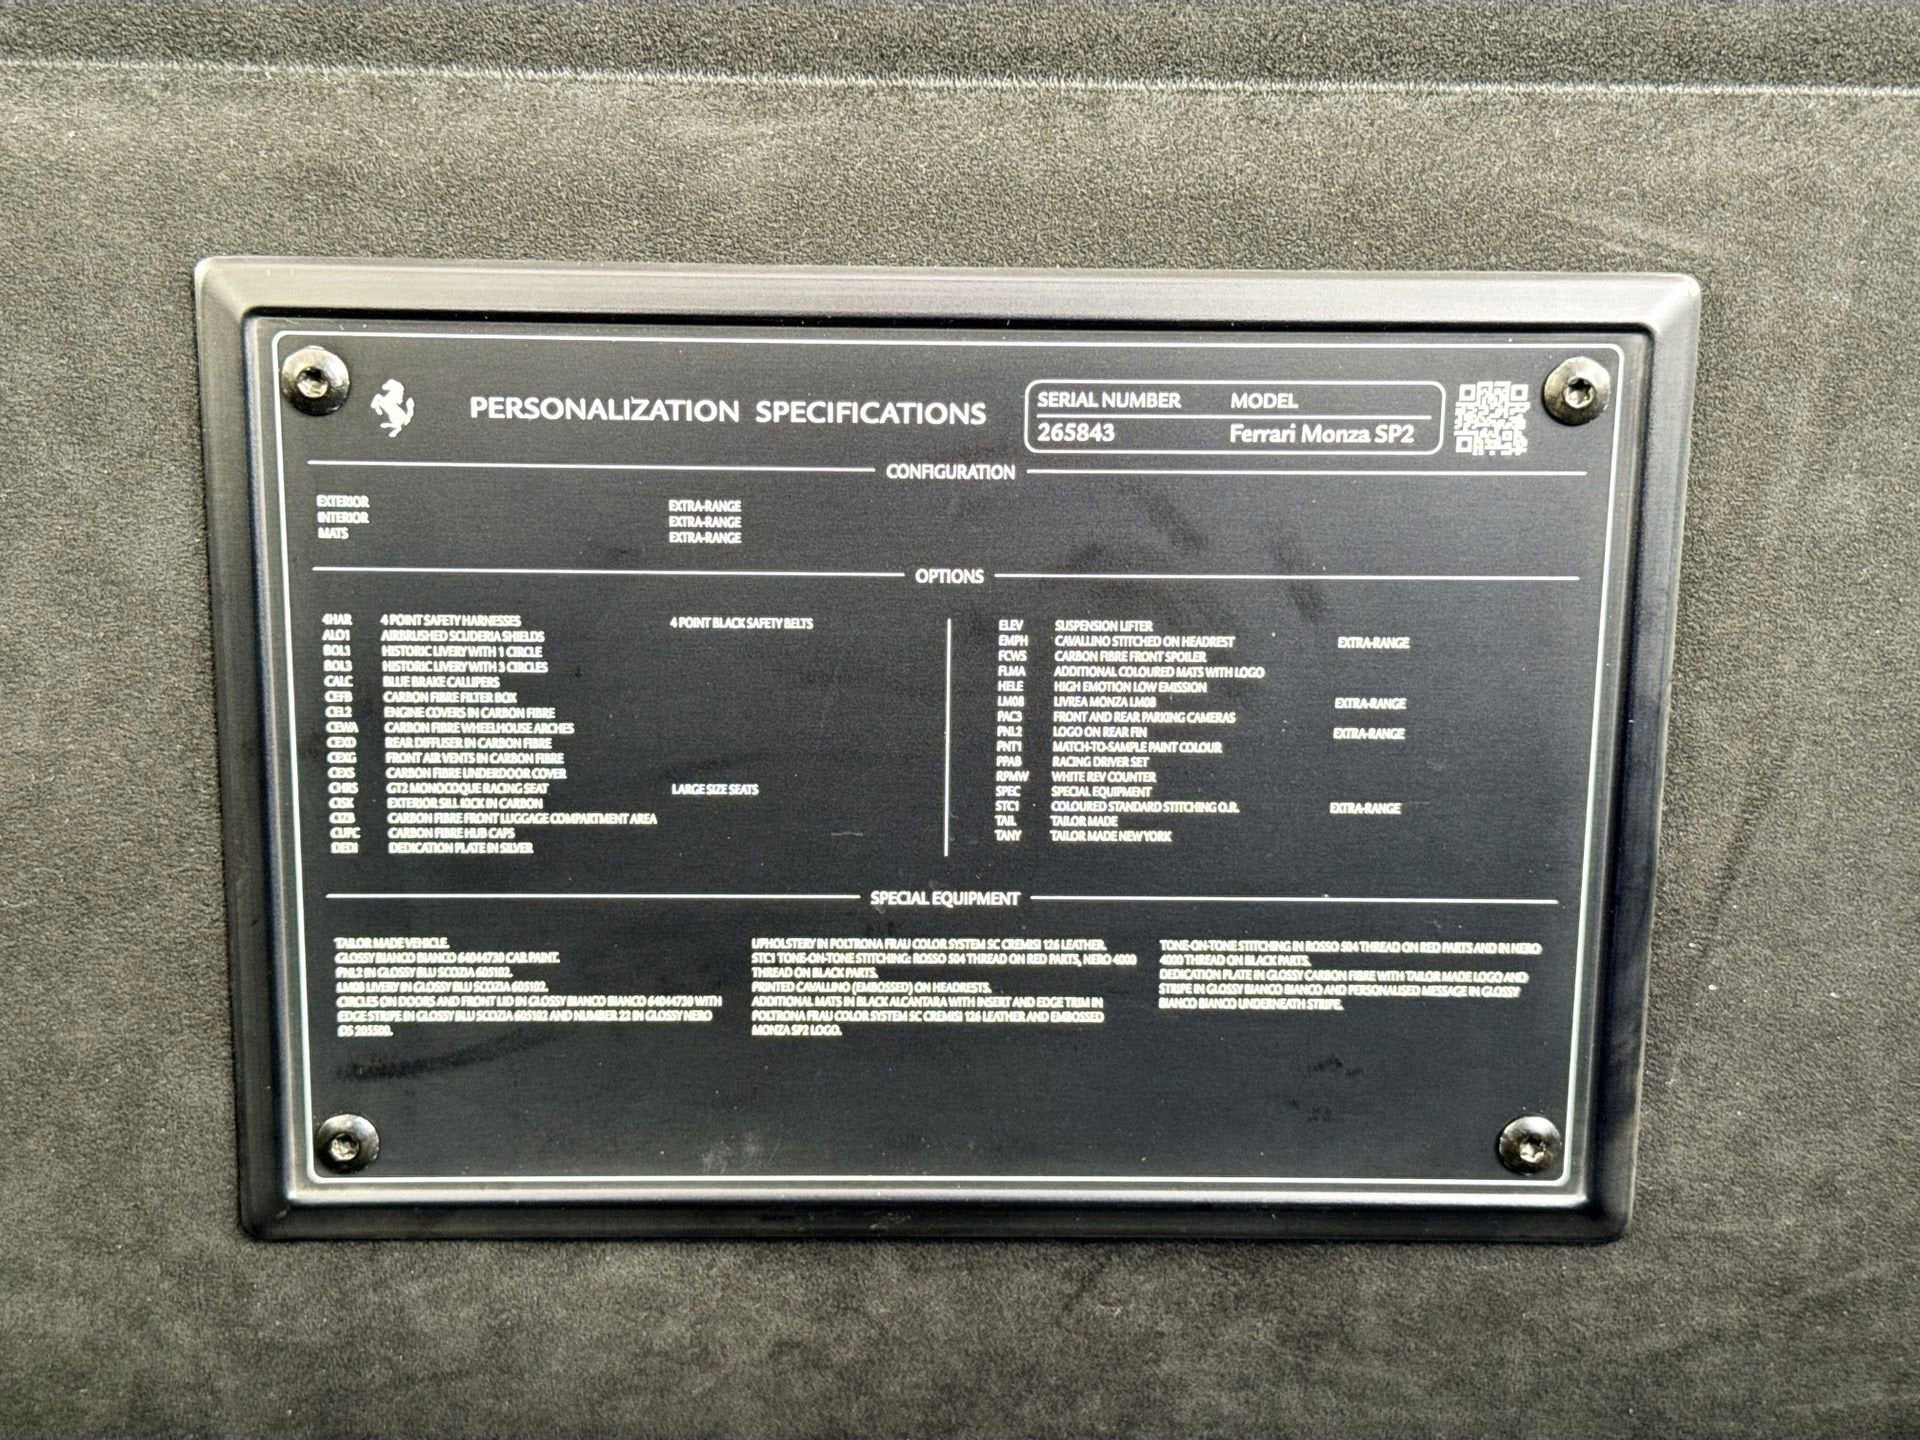 PERSONALIZATION SPECIFICATIONS
SERIAL NUMBER MODEL
265843 Ferrari Monza SP2
CONFIGURATION
EXTERIOR EXTRA-RANGE
INTERIOR EXTRA-RANGE
MATS EXTRA-RANGE
OPTIONS
4HAR 4 POINT SAFETY HARNESSES 4 POINT BLACK SAFETY BELTS
ALO1 AIRBRUSHED SCUDERIA SHIELDS
BOL1 HISTORIC LIVERY WITH 1 CIRCLE
BOL3 HISTORIC LIVERY WITH 3 CIRCLES
CALC BLUE BRAKE CALLIPERS
CEFB CARBON FIBRE FILTER BOX
CEL2 ENGINE COVERS IN CARBON FIBRE
CEWA CARBON FIBRE WHEELHOUSE ARCHES
CEXD REAR DIFFUSER IN CARBON FIBRE
CEXG FRONT AIR VENTS IN CARBON FIBRE
CEXS CARBON FIBRE UNDERDOOR COVER
CHRS GT2 MONOCOQUE RACING SEAT LARGE SIZE SEATS
CISK EXTERIOR SILL KICK IN CARBON
CIZB CARBON FIBRE FRONT LUGGAGE COMPARTMENT AREA
CUFC CARBON FIBRE HUB CAPS
DEDI DEDICATION PLATE IN SILVER
ELEV SUSPENSION LIFTER
EMPH CAVALLINO STITCHED ON HEADREST EXTRA-RANGE
FCWS CARBON FIBRE FRONT SPOILER
FLMA ADDITIONAL COLOURED MATS WITH LOGO
HELE HIGH EMOTION LOW EMISSION
LM08 LIVREA MONZA LM08 EXTRA-RANGE
PAC3 FRONT AND REAR PARKING CAMERAS
PNL2 LOGO ON REAR FIN EXTRA-RANGE
PNT1 MATCH-TO-SAMPLE PAINT COLOUR
PPAB RACING DRIVER SET
RPMW WHITE REV COUNTER
SPEC SPECIAL EQUIPMENT
STC1 COLOURED STANDARD STITCHING O.R. EXTRA-RANGE
TAIL TAILOR MADE
TANY TAILOR MADE NEW YORK
SPECIAL EQUIPMENT
TAILOR MADE VEHICLE.
GLOSSY BIANCO BIANCO 64044730 CAR PAINT.
PNL2 IN GLOSSY BLU SCOZIA 605102.
LM08 LIVERY IN GLOSSY BLU SCOZIA 605102.
CIRCLES ON DOORS AND FRONT LID IN GLOSSY BIANCO BIANCO 64044730 WITH
EDGE STRIPE IN GLOSSY BLU SCOZIA 605102 AND NUMBER 22 IN GLOSSY NERO
DS 205509.
UPHOLSTERY IN POLTRONA FRAU COLOR SYSTEM SC CREMISI 126 LEATHER.
STC1 TONE-ON-TONE STITCHING: ROSSO 504 THREAD ON RED PARTS, NERO 4000
THREAD ON BLACK PARTS.
PRINTED CAVALLINO (EMBOSSED) ON HEADRESTS.
ADDITIONAL MATS IN BLACK ALCANTARA WITH INSERT AND EDGE TRIM IN
POLTRONA FRAU COLOR SYSTEM SC CREMISI 126 LEATHER AND EMBOSSED
MONZA SP2 LOGO.
TONE-ON-TONE STITCHING IN ROSSO 504 THREAD ON RED PARTS AND IN NERO
4000 THREAD ON BLACK PARTS.
DEDICATION PLATE IN GLOSSY CARBON FIBRE WITH TAILOR MADE LOGO AND
STRIPE IN GLOSSY BIANCO BIANCO AND PERSONALISED MESSAGE IN GLOSSY
BIANCO BIANCO UNDERNEATH STRIPE.